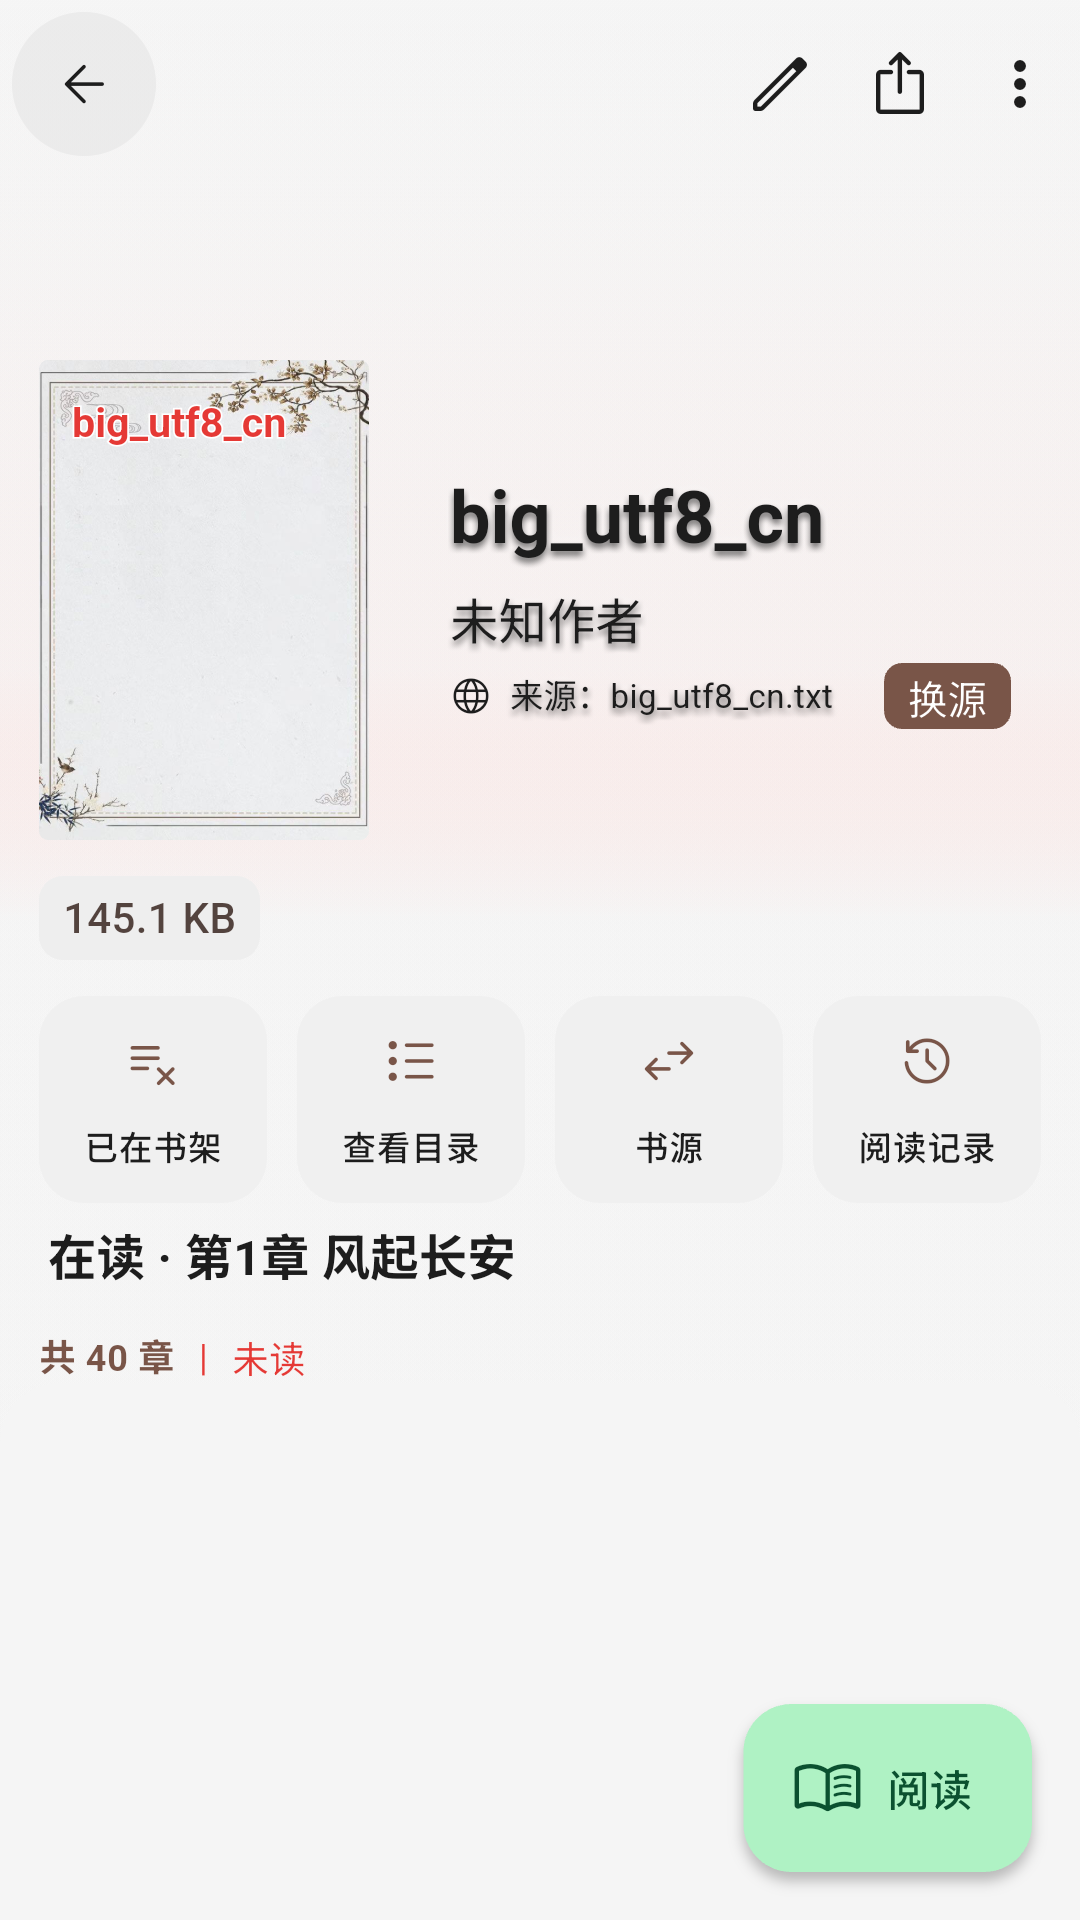 big_utf8_cn
big_utf8_cn
未知作者
来源：big_utf8_cn.txt
换源
145.1 KB
已在书架
查看目录
书源
阅读记录
在读 · 第1章 风起长安
共 40 章 | 未读
阅读